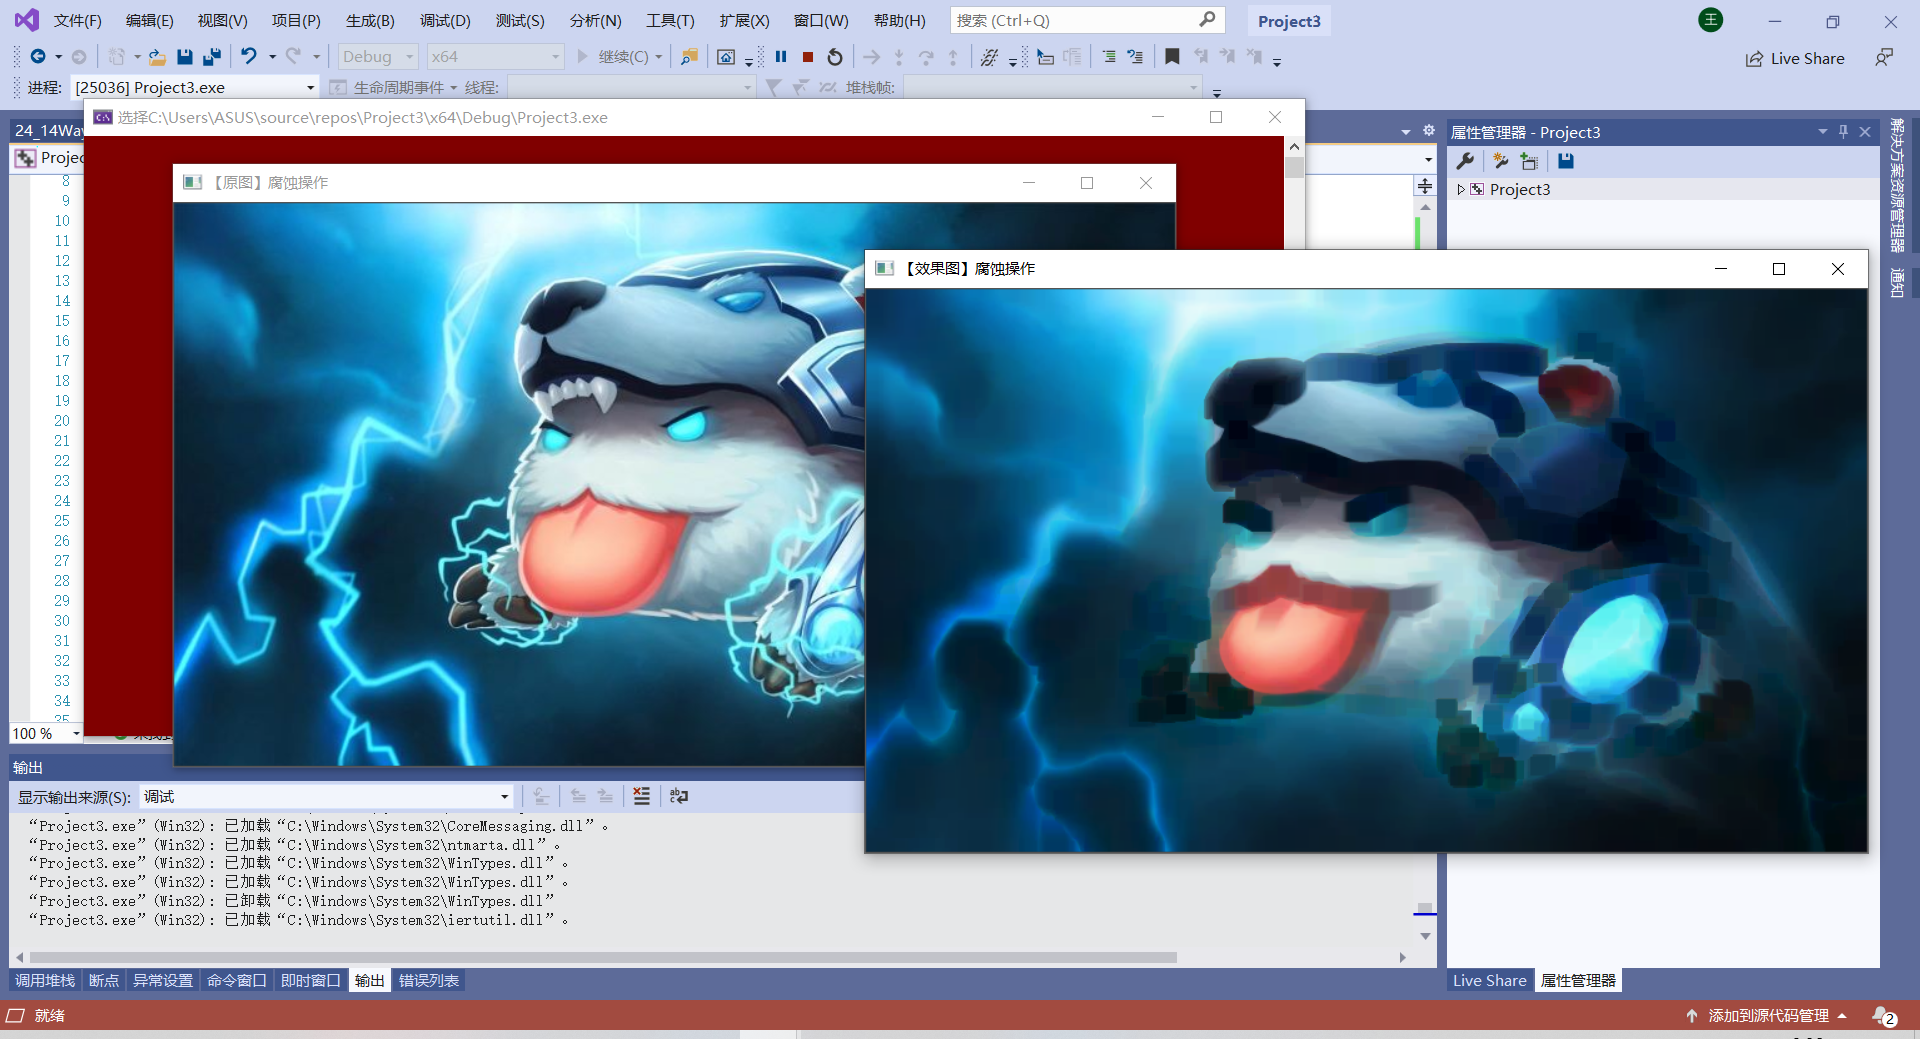 文件(F) 编辑(E) 视图(V) 项目(P) 生成(B) 调试(D) 测试(S) 分析(N) 工具(T) 扩展(X) 窗口(W) 帮助(H) 搜索 (Ctrl+Q) Project3 王
Debug x64 继续(C) Live Share
进程: [25036] Project3.exe 生命周期事件 线程: 堆栈帧:
选择C:\Users\ASUS\source\repos\Project3\x64\Debug\Project3.exe
24_14Way
属性管理器 - Project3
Projec
Project3
【原图】腐蚀操作
【效果图】腐蚀操作
解决方案资源管理器
通知
8
9
10
11
12
13
14
15
16
17
18
19
20
21
22
23
24
25
26
27
28
29
30
31
32
33
34
35
100 %
输出
显示输出来源(S): 调试
“Project3.exe”(Win32): 已加载“C:\Windows\System32\CoreMessaging.dll”。
“Project3.exe”(Win32): 已加载“C:\Windows\System32\ntmarta.dll”。
“Project3.exe”(Win32): 已加载“C:\Windows\System32\WinTypes.dll”。
“Project3.exe”(Win32): 已加载“C:\Windows\System32\WinTypes.dll”。
“Project3.exe”(Win32): 已卸载“C:\Windows\System32\WinTypes.dll”
“Project3.exe”(Win32): 已加载“C:\Windows\System32\iertutil.dll”。
调用堆栈 断点 异常设置 命令窗口 即时窗口 输出 错误列表
Live Share 属性管理器
就绪
添加到源代码管理 2